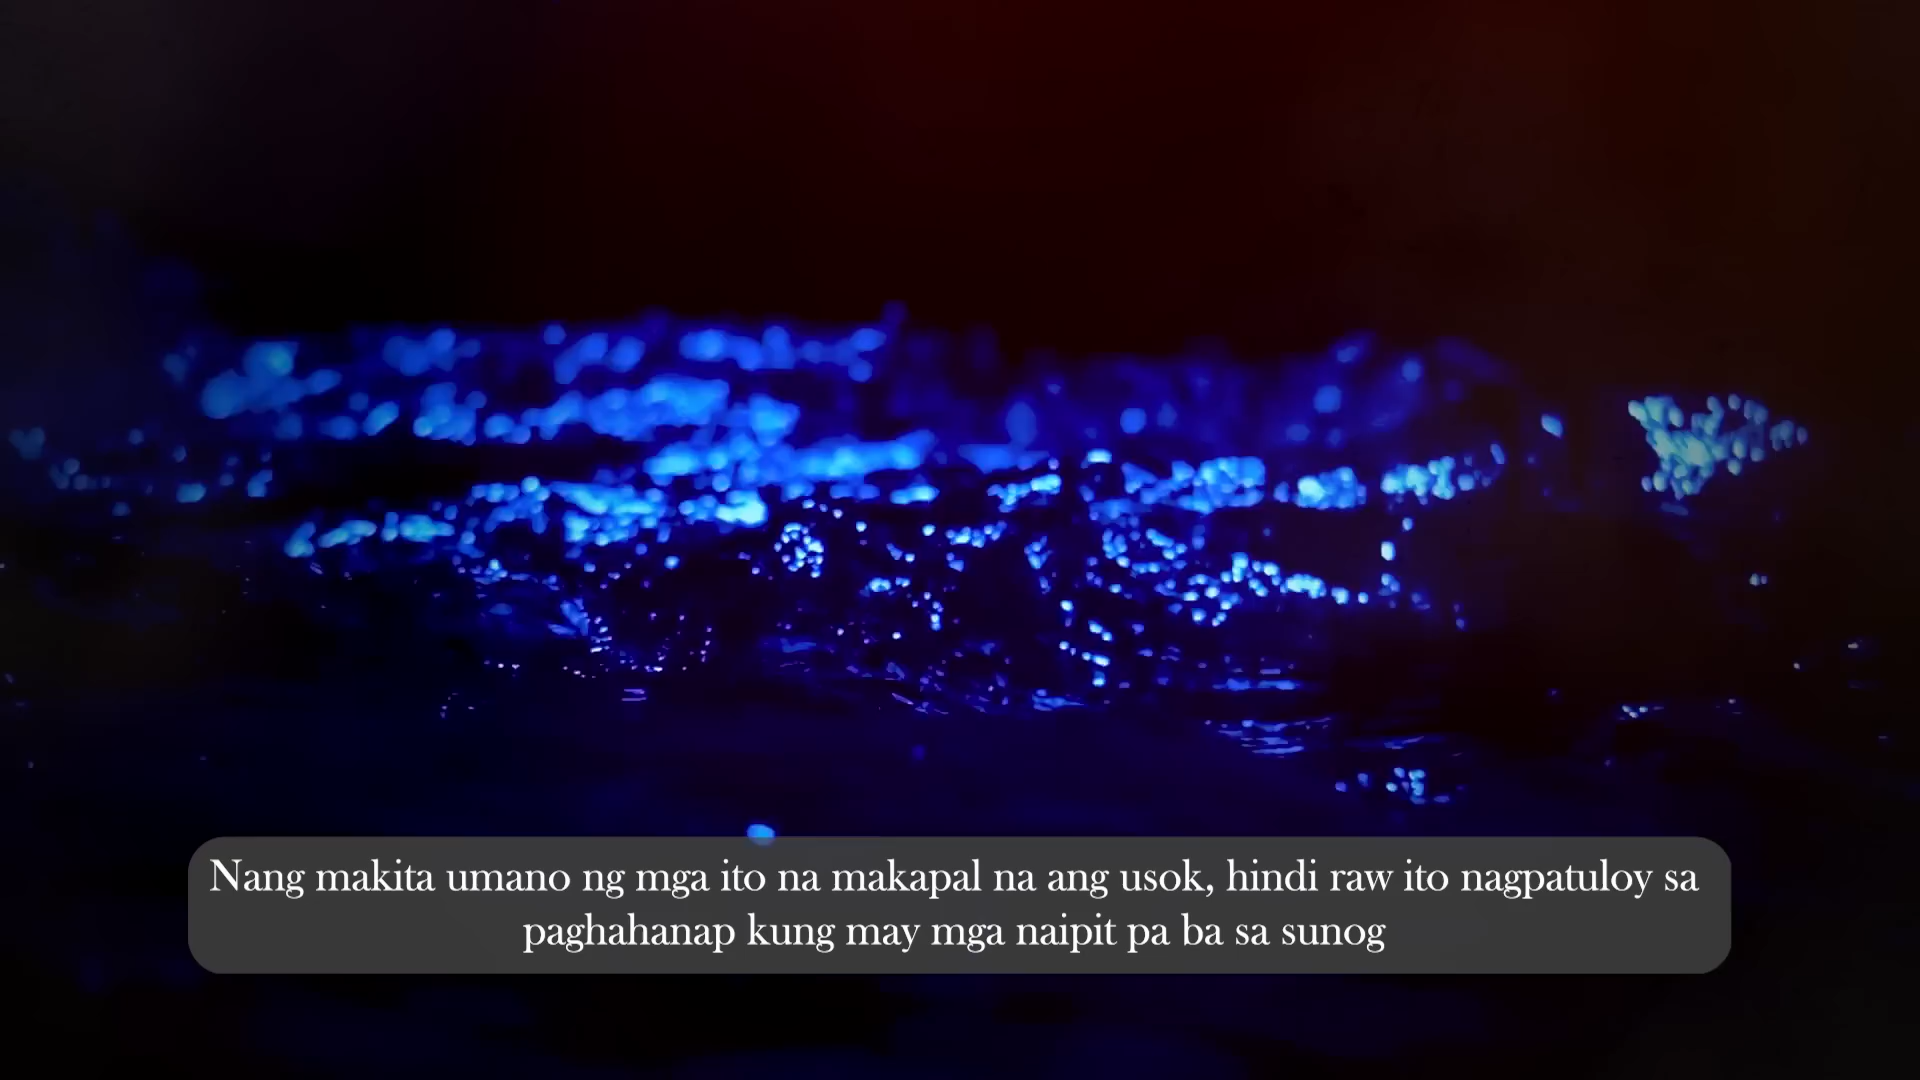 Nang makita umano ng mga ito na makapal na ang usok, hindi raw ito nagpatuloy sa
paghahanap kung may mga naipit pa ba sa sunog